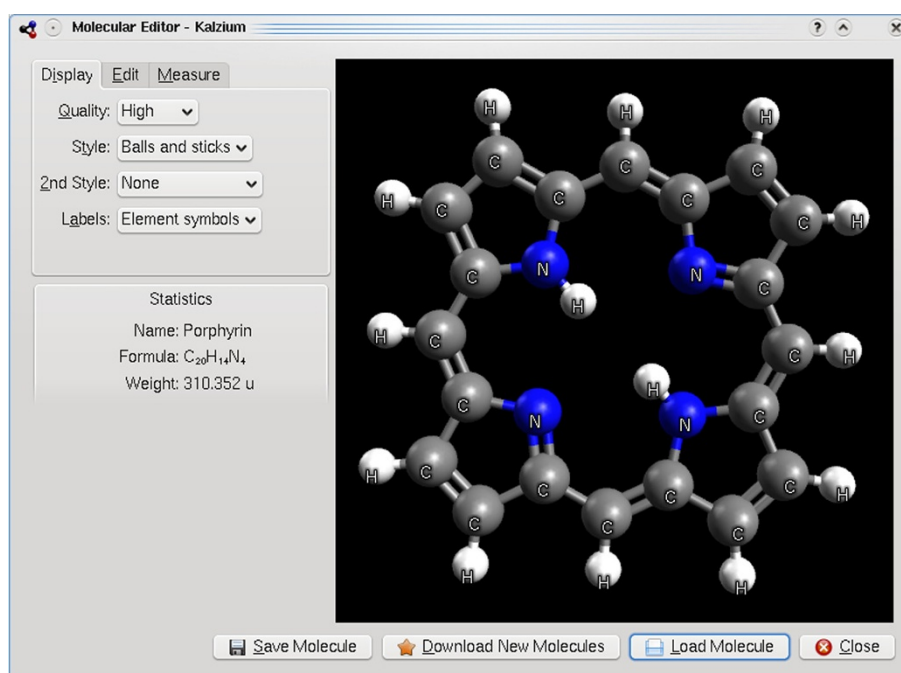 Molecular Editor - Kalzium
Display Edit Measure
Quality: High
Style: Balls and sticks
2nd Style: None
Labels: Element symbols
Statistics
Name: Porphyrin
Formula: C₂₀H₁₄N₄
Weight: 310.352 u
H H H
C C C
H C C C C H
C N N C
H
H C C H
H
C N N C
H C C C C H
C C C
H H H
Save Molecule Download New Molecules Load Molecule Close